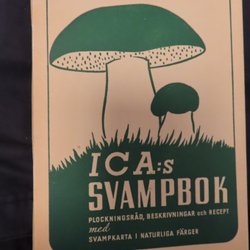 ICA:s
SVAMPBOK
PLOCKNINGSRÅD, BESKRIVNINGAR och RECEPT
med
SVAMPKARTA I NATURLIGA FÄRGER